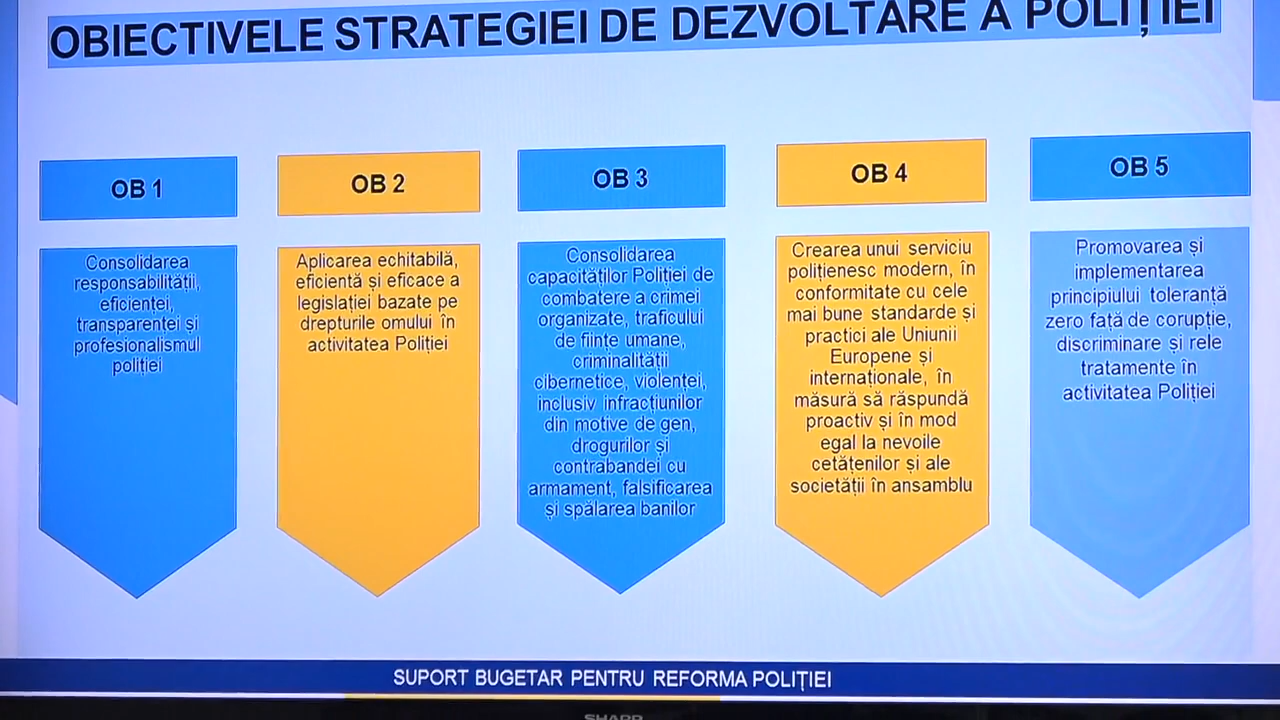 OBIECTIVELE STRATEGIEI DE DEZVOLTARE A POLIȚIEI
OB 1
Consolidarea
responsabilității,
eficienței,
transparenței și
profesionalismul
poliției
OB 2
Aplicarea echitabilă,
eficientă și eficace a
legislației bazate pe
drepturile omului în
activitatea Poliției
OB 3
Consolidarea
capacităților Poliției de
combatere a crimei
organizate, traficului
de ființe umane,
criminalității
cibernetice, violenței,
inclusiv infracțiunilor
din motive de gen,
drogurilor și
contrabandei cu
armament, falsificarea
și spălarea banilor
OB 4
Crearea unui serviciu
polițienesc modern, în
conformitate cu cele
mai bune standarde și
practici ale Uniunii
Europene și
internaționale, în
măsură să răspundă
proactiv și în mod
egal la nevoile
cetățenilor și ale
societății în ansamblu
OB 5
Promovarea și
implementarea
principiului toleranță
zero față de corupție,
discriminare și rele
tratamente în
activitatea Poliției
SUPORT BUGETAR PENTRU REFORMA POLIȚIEI
SHARP